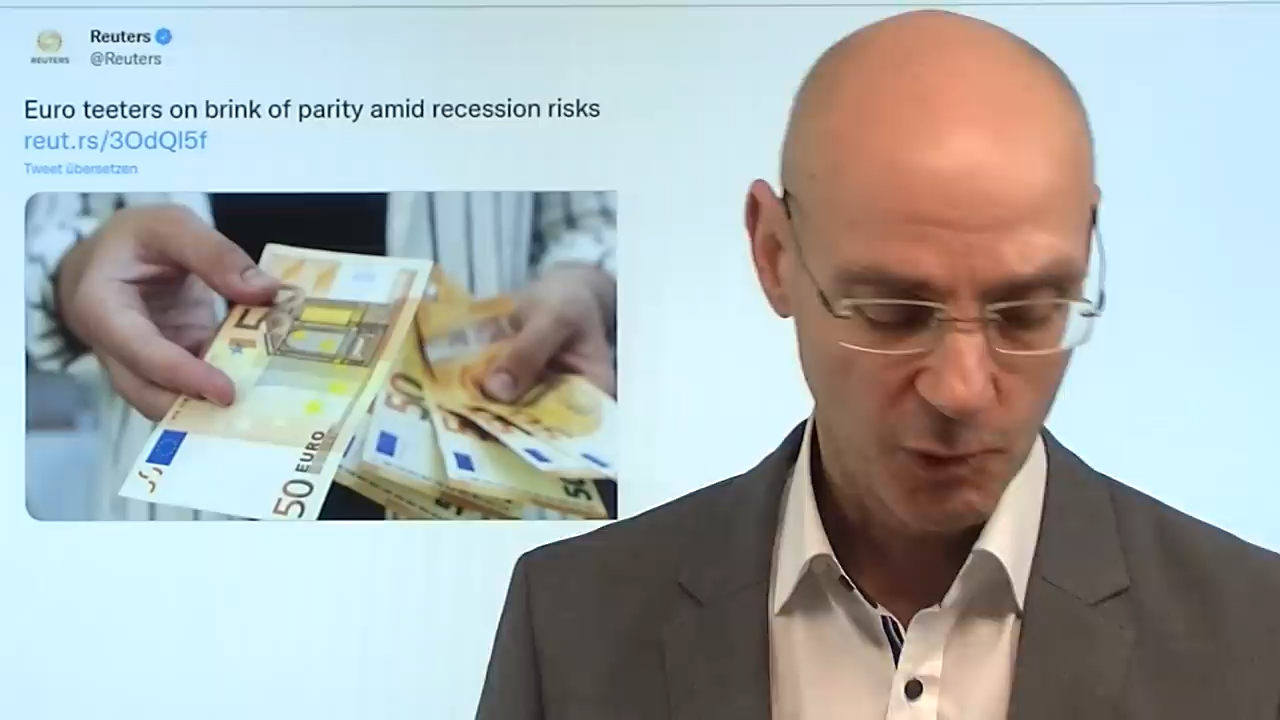 Reuters
REUTERS
@Reuters
Euro teeters on brink of parity amid recession risks
reut.rs/3OdQl5f
Tweet übersetzen
50 EURO
50